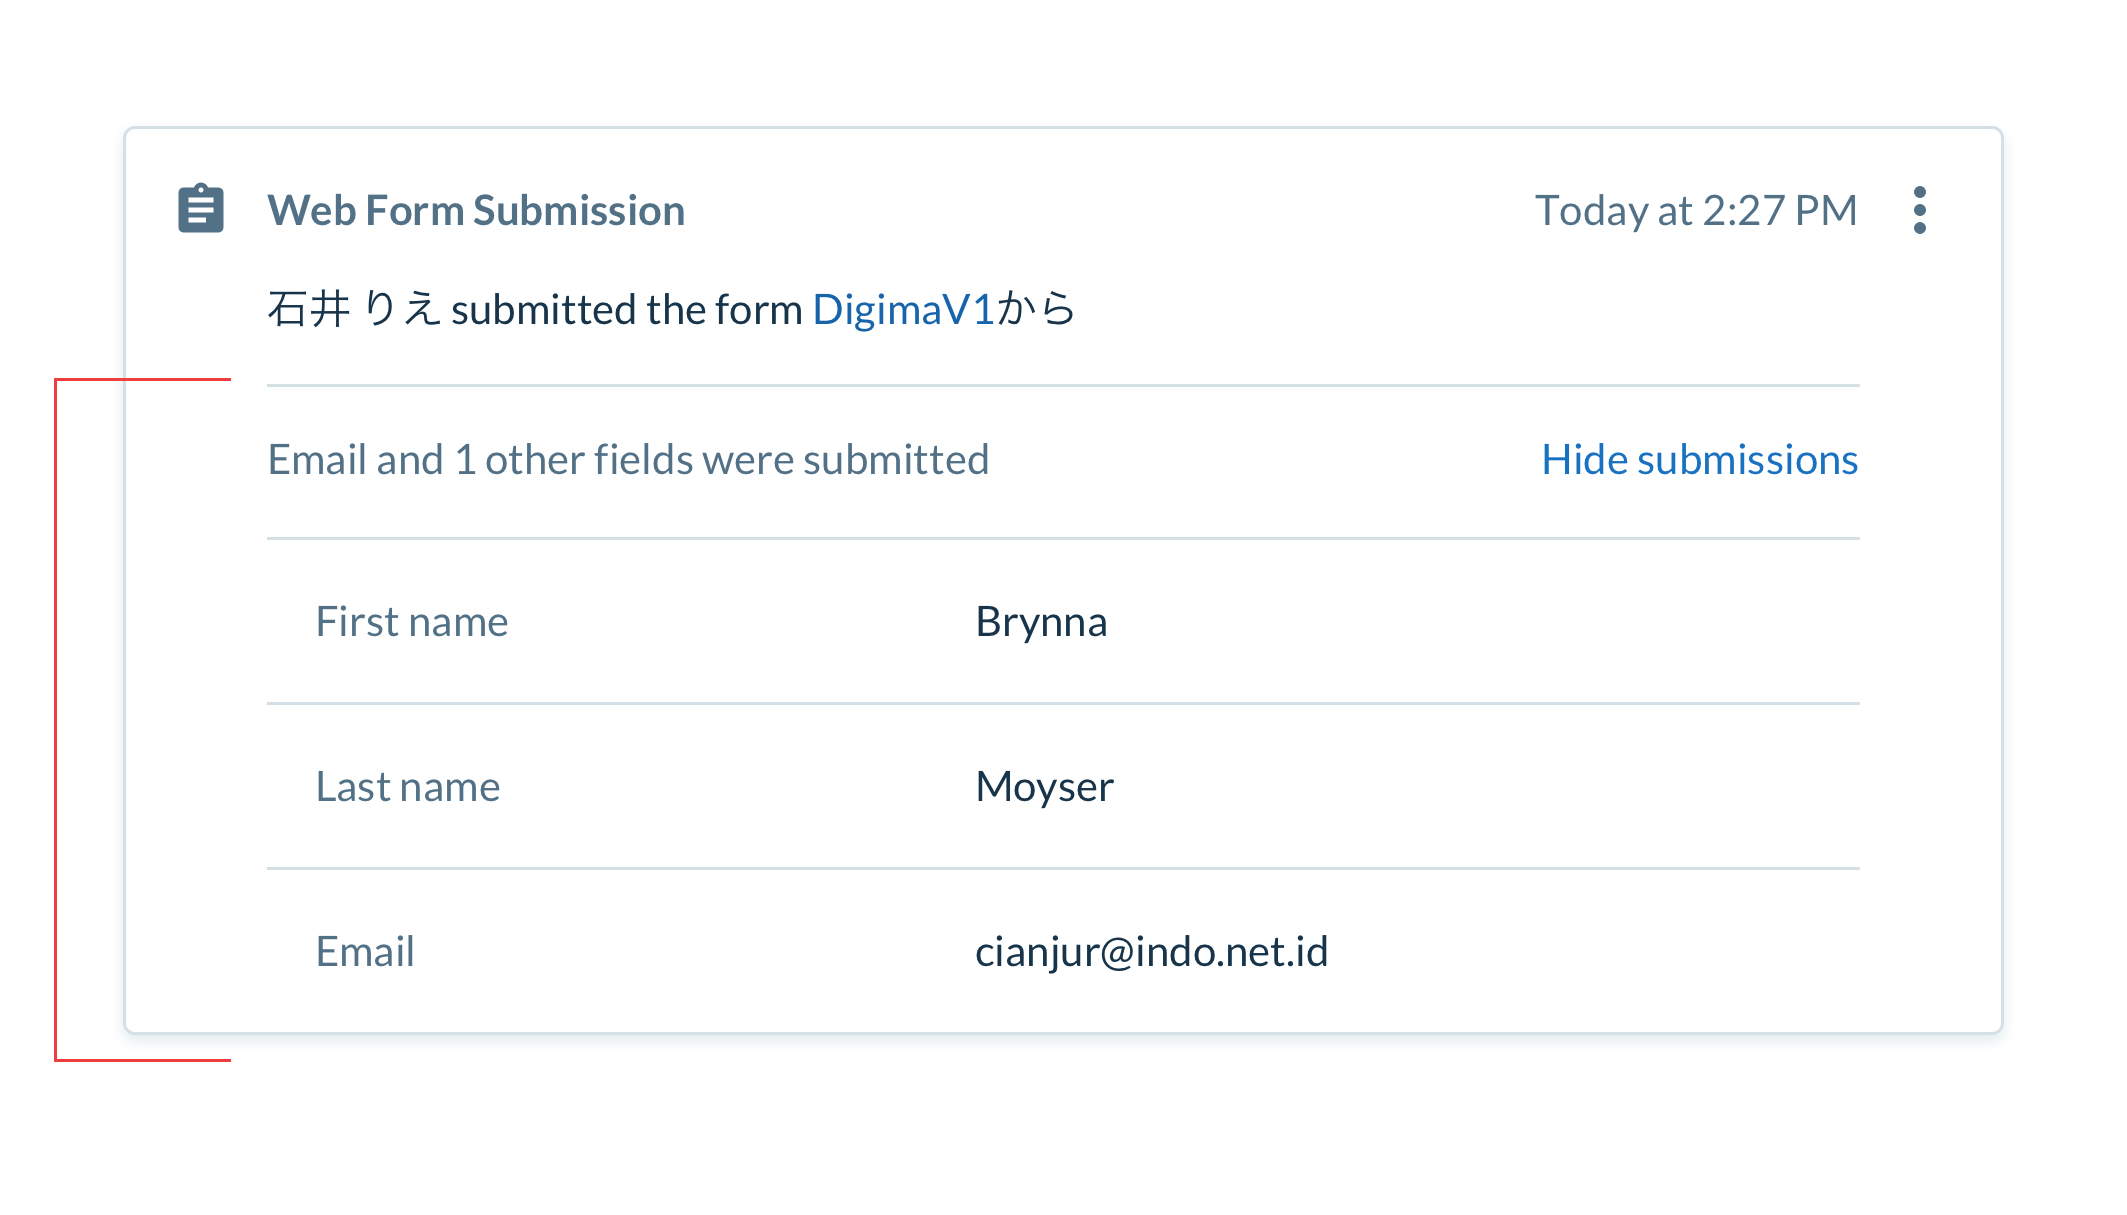 Web Form Submission
Today at 2:27 PM
石井 りえ submitted the form DigimaV1から
Email and 1 other fields were submitted
Hide submissions
First name
Brynna
Last name
Moyser
Email
cianjur@indo.net.id